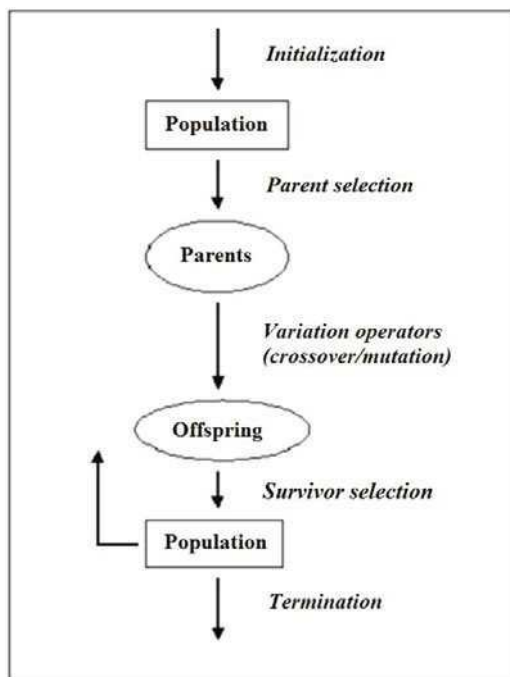 Initialization
Population
Parent selection
Parents
Variation operators
(crossover/mutation)
Offspring
Survivor selection
Population
Termination